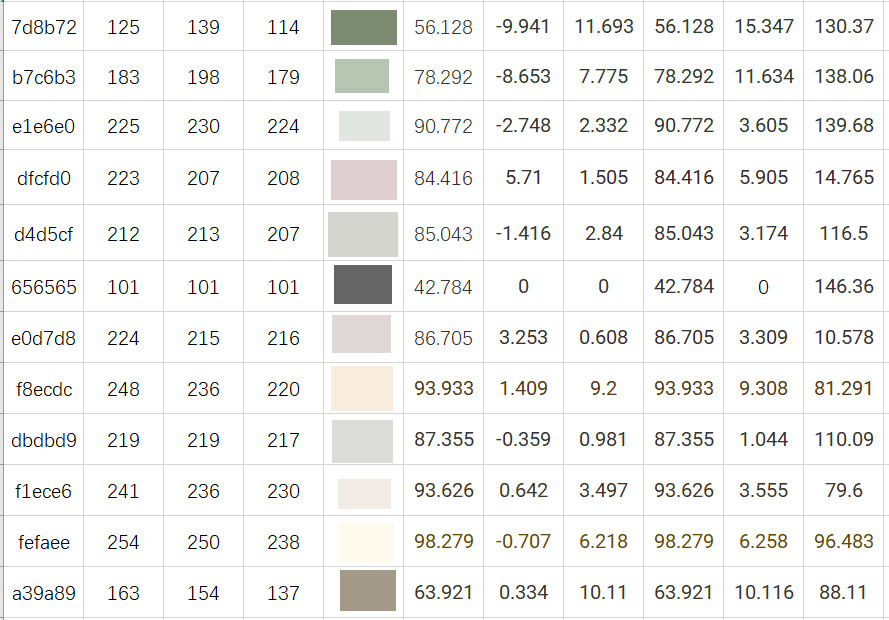 7d8b72 125 139 114 56.128 -9.941 11.693 56.128 15.347 130.37
b7c6b3 183 198 179 78.292 -8.653 7.775 78.292 11.634 138.06
e1e6e0 225 230 224 90.772 -2.748 2.332 90.772 3.605 139.68
dfcfd0 223 207 208 84.416 5.71 1.505 84.416 5.905 14.765
d4d5cf 212 213 207 85.043 -1.416 2.84 85.043 3.174 116.5
656565 101 101 101 42.784 0 0 42.784 0 146.36
e0d7d8 224 215 216 86.705 3.253 0.608 86.705 3.309 10.578
f8ecdc 248 236 220 93.933 1.409 9.2 93.933 9.308 81.291
dbdbd9 219 219 217 87.355 -0.359 0.981 87.355 1.044 110.09
f1ece6 241 236 230 93.626 0.642 3.497 93.626 3.555 79.6
fefaee 254 250 238 98.279 -0.707 6.218 98.279 6.258 96.483
a39a89 163 154 137 63.921 0.334 10.11 63.921 10.116 88.11